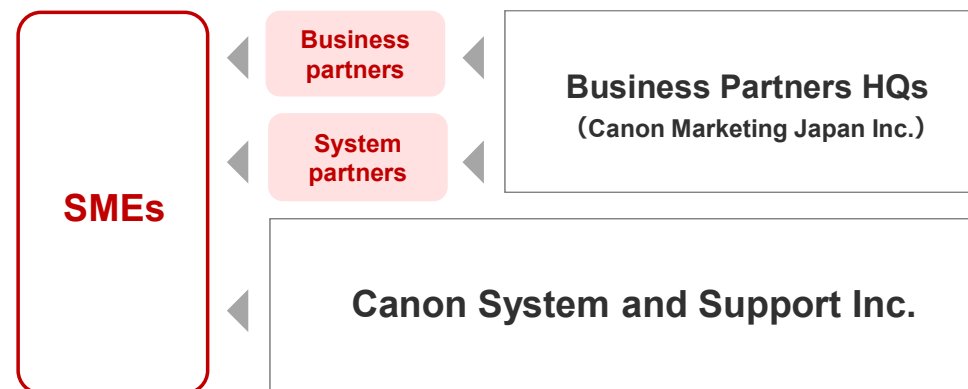 SMEs
Business
partners
System
partners
Business Partners HQs
（Canon Marketing Japan Inc.）
Canon System and Support Inc.